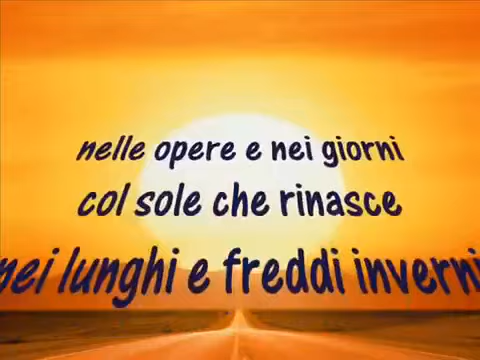 nelle opere e nei giorni
col sole che rinasce
nei lunghi e freddi inverni